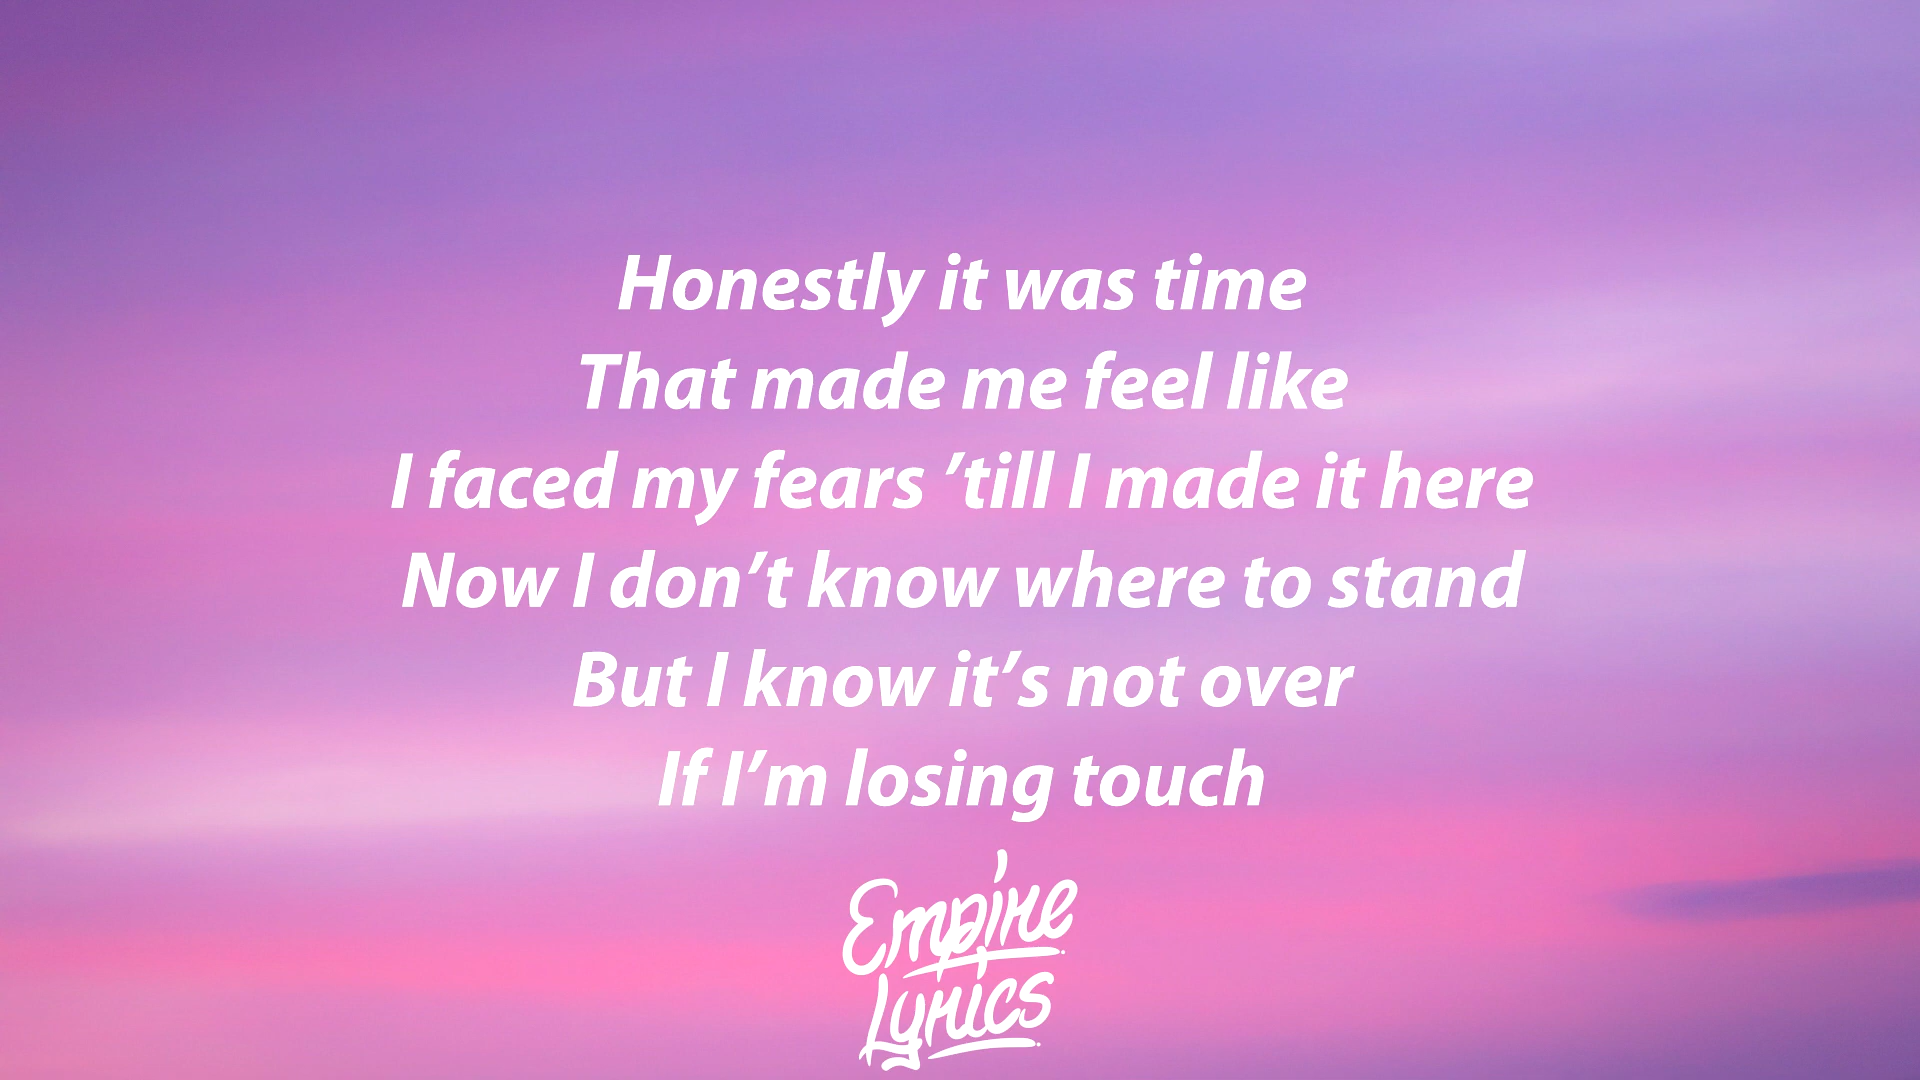 Honestly it was time
That made me feel like
I faced my fears ’till I made it here
Now I don’t know where to stand
But I know it’s not over
If I’m losing touch
Empire
Lyrics